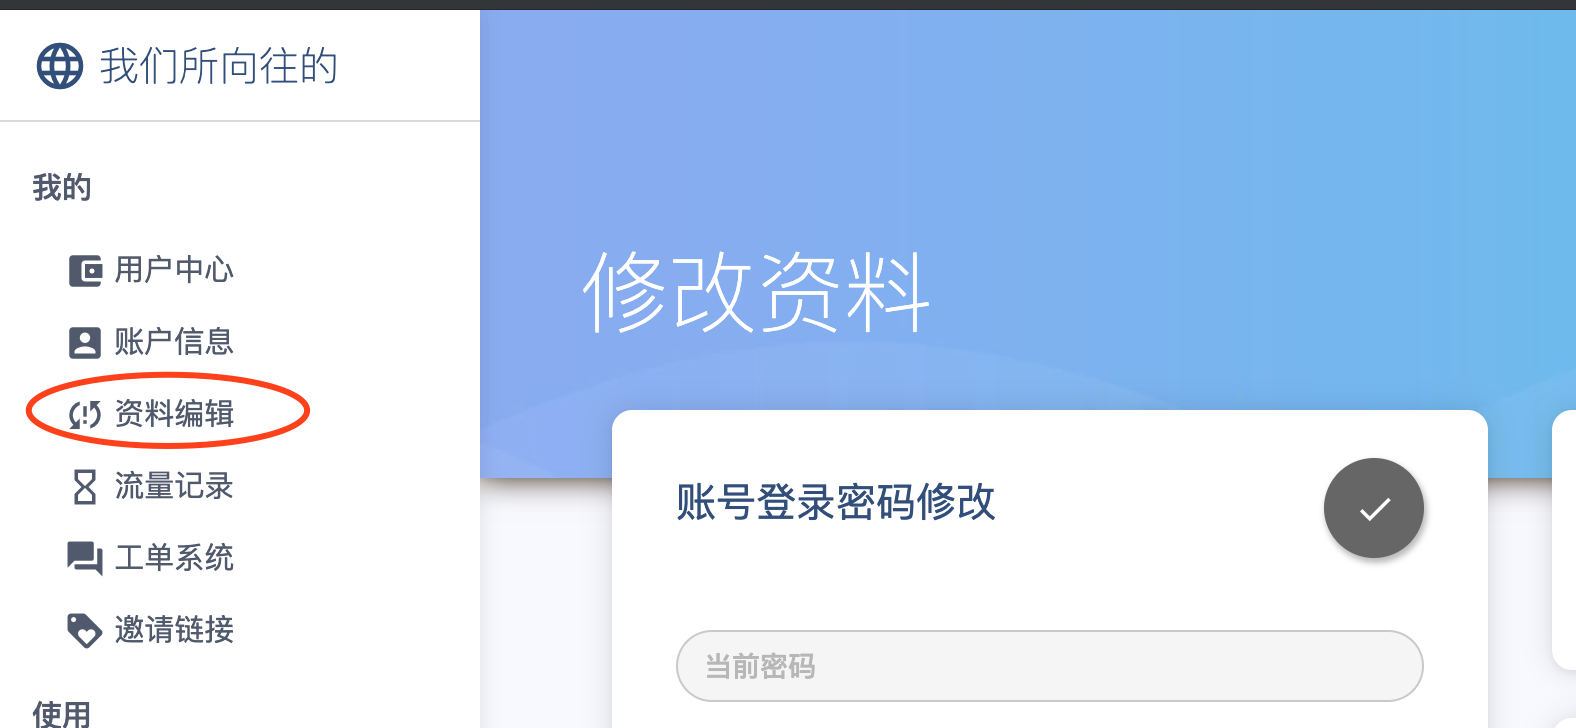 我们所向往的
我的
用户中心
账户信息
资料编辑
流量记录
工单系统
邀请链接
使用
修改资料
账号登录密码修改
当前密码